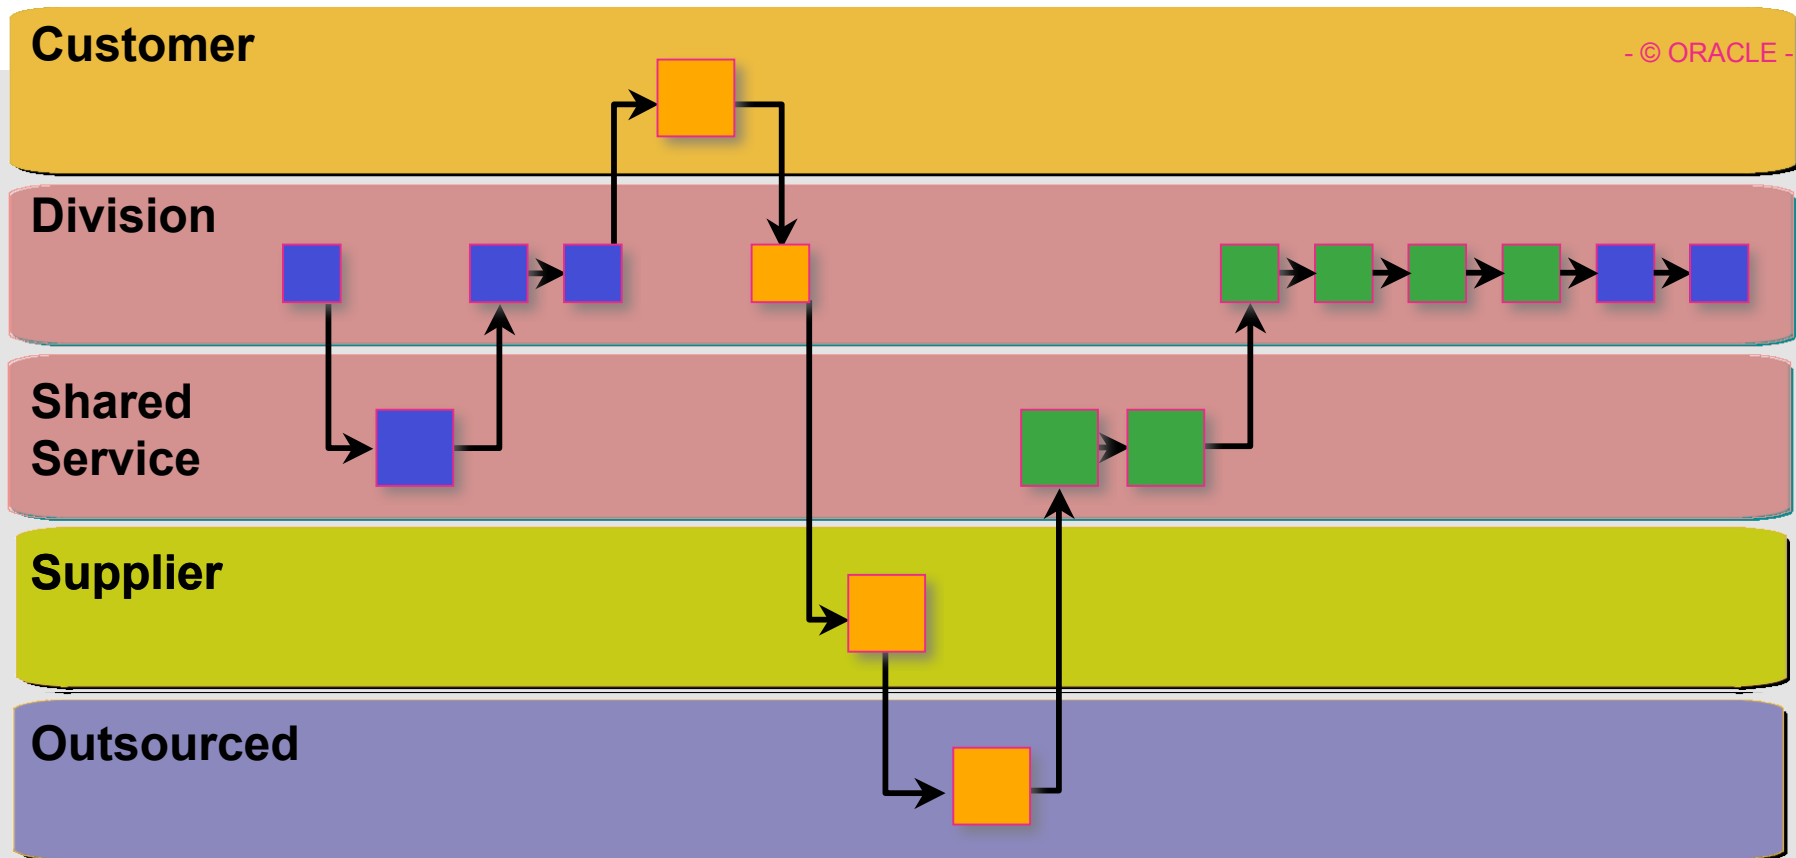 Customer
- © ORACLE -
Division
Shared
Service
Supplier
Outsourced